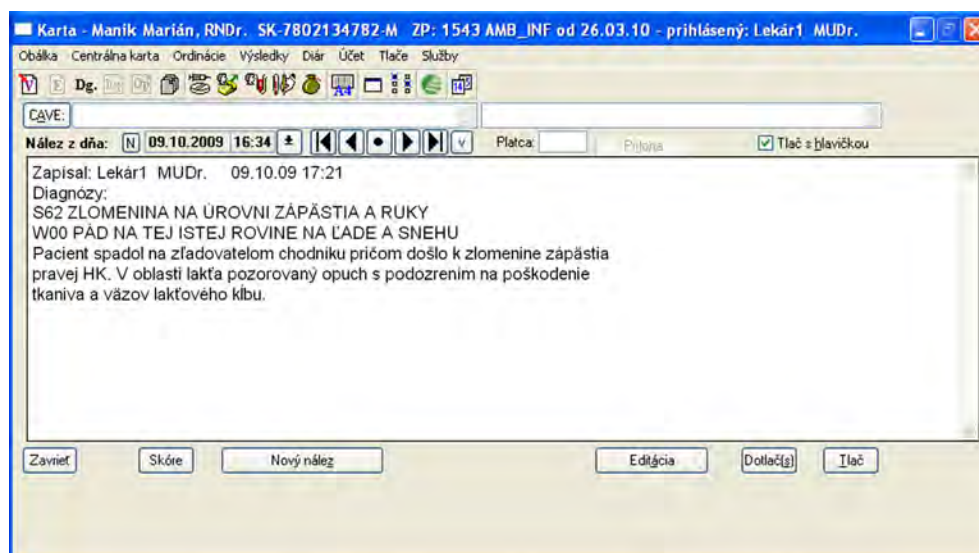 Karta - Manik Marián, RNDr. SK-7802134782-M ZP: 1543 AMB_INF od 26.03.10 - prihlásený: Lekár1 MUDr.
Obálka Centrálna karta Ordinácie Výsledky Diár Účet Tlače Služby
Dg.
CAVE:
Nález z dňa: N 09.10.2009 16:34 V Platca: Tlač s hlavičkou
Zapísal: Lekár1 MUDr. 09.10.09 17:21
Diagnózy:
S62 ZLOMENINA NA ÚROVNI ZÁPÄSTIA A RUKY
W00 PÁD NA TEJ ISTEJ ROVINE NA ĽADE A SNEHU
Pacient spadol na zľadovatelom chodníku pričom došlo k zlomenine zápästia
pravej HK. V oblasti lakťa pozorovaný opuch s podozrením na poškodenie
tkaniva a väzov lakťového kĺbu.
Zavrieť Skóre Nový nález Editácia Dotlač(s) Tlač